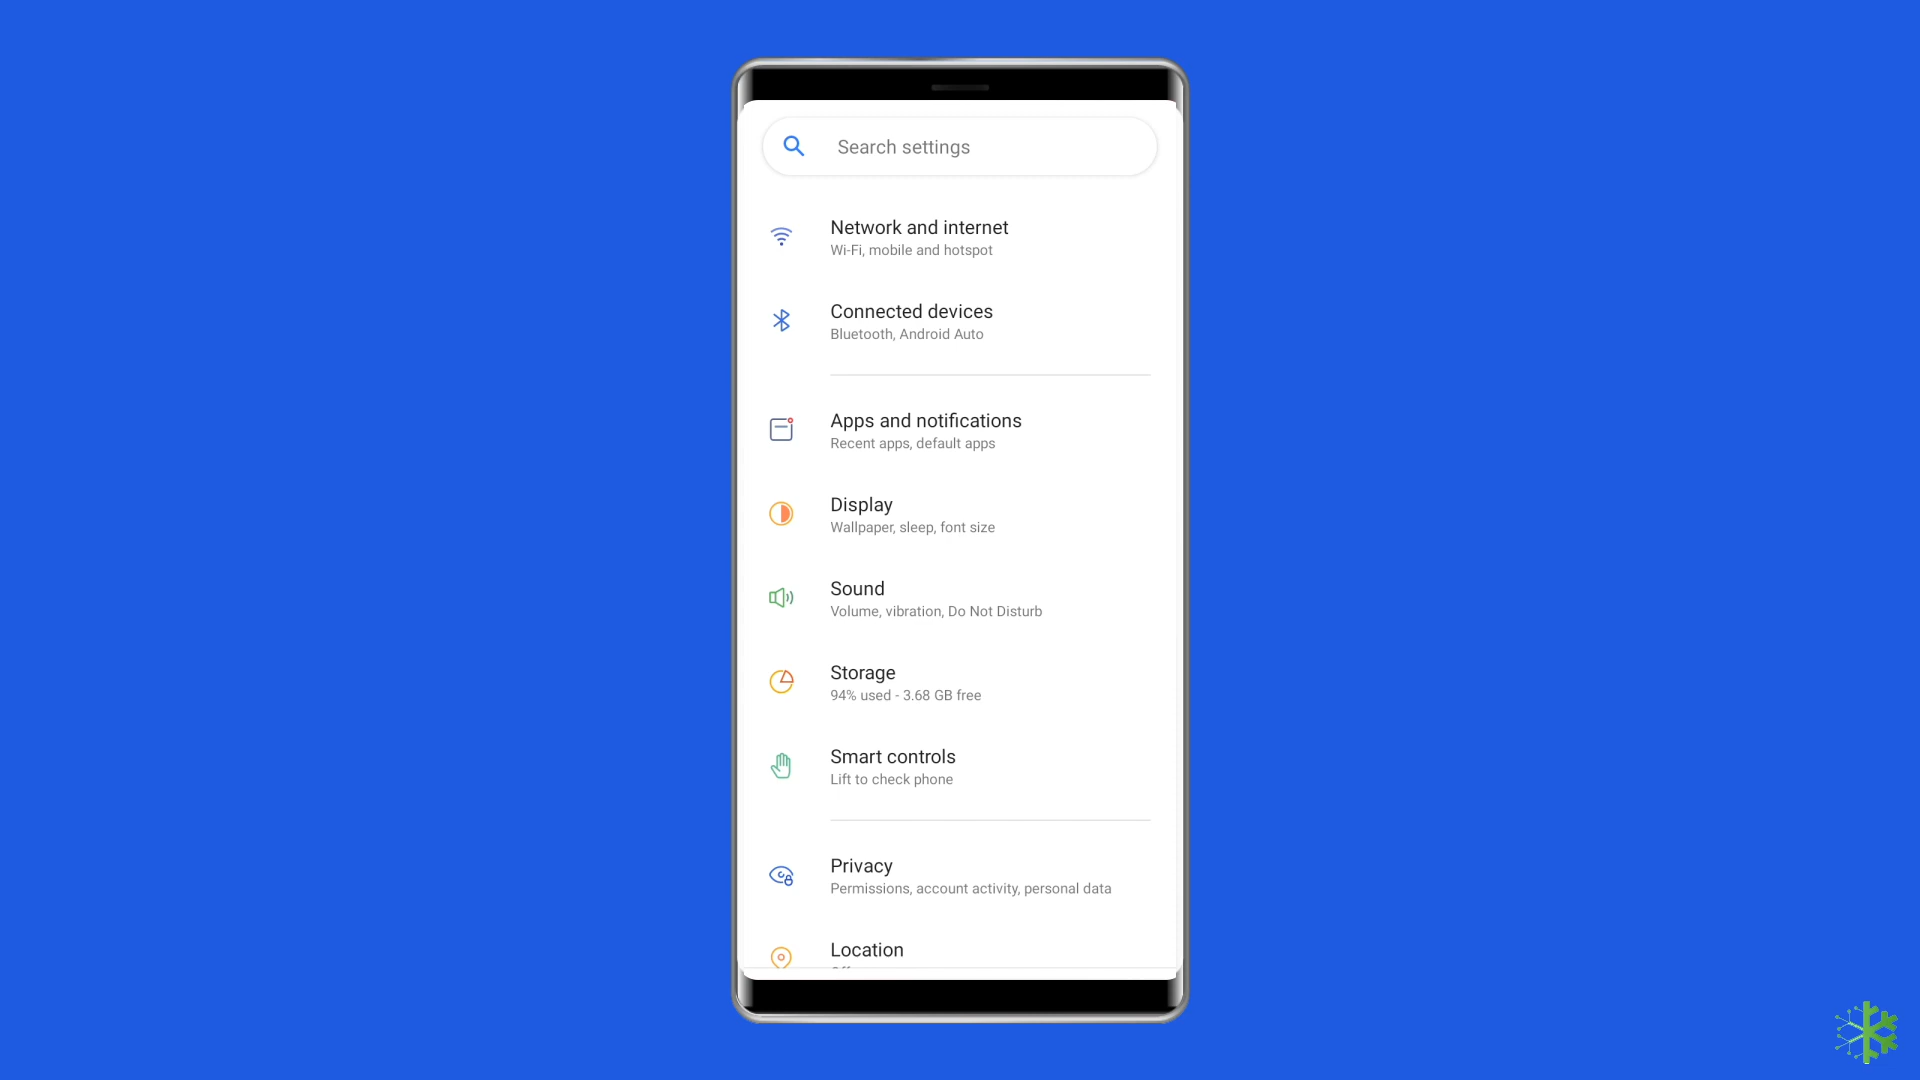 Search settings
Network and internet
Wi-Fi, mobile and hotspot
Connected devices
Bluetooth, Android Auto
Apps and notifications
Recent apps, default apps
Display
Wallpaper, sleep, font size
Sound
Volume, vibration, Do Not Disturb
Storage
94% used - 3.68 GB free
Smart controls
Lift to check phone
Privacy
Permissions, account activity, personal data
Location